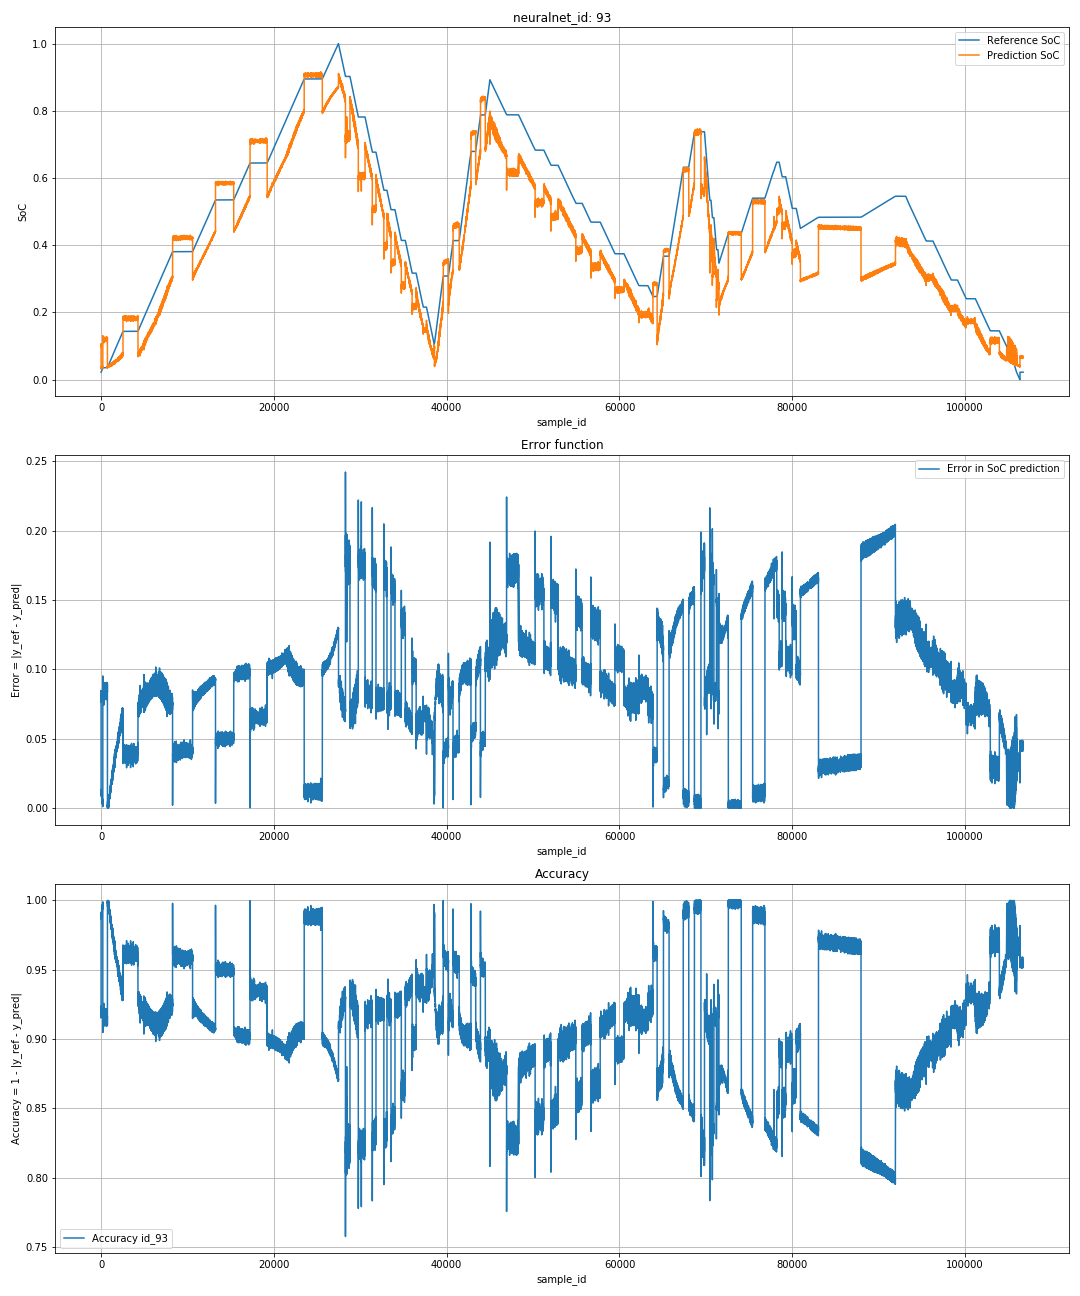 neuralnet_id: 93
Reference SoC
Prediction SoC
SoC
1.0
0.8
0.6
0.4
0.2
0.0
0 20000 40000 60000 80000 100000
sample_id
Error function
Error in SoC prediction
Error = |y_ref - y_pred|
0.25
0.20
0.15
0.10
0.05
0.00
0 20000 40000 60000 80000 100000
sample_id
Accuracy
Accuracy = 1 - |y_ref - y_pred|
1.00
0.95
0.90
0.85
0.80
0.75
Accuracy id_93
0 20000 40000 60000 80000 100000
sample_id